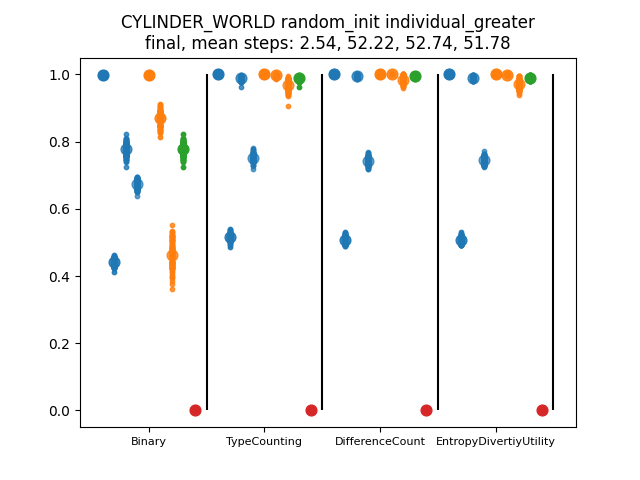 CYLINDER_WORLD random_init individual_greater
final, mean steps: 2.54, 52.22, 52.74, 51.78
1.0
0.8
0.6
0.4
0.2
0.0
Binary TypeCounting DifferenceCount EntropyDivertiyUtility